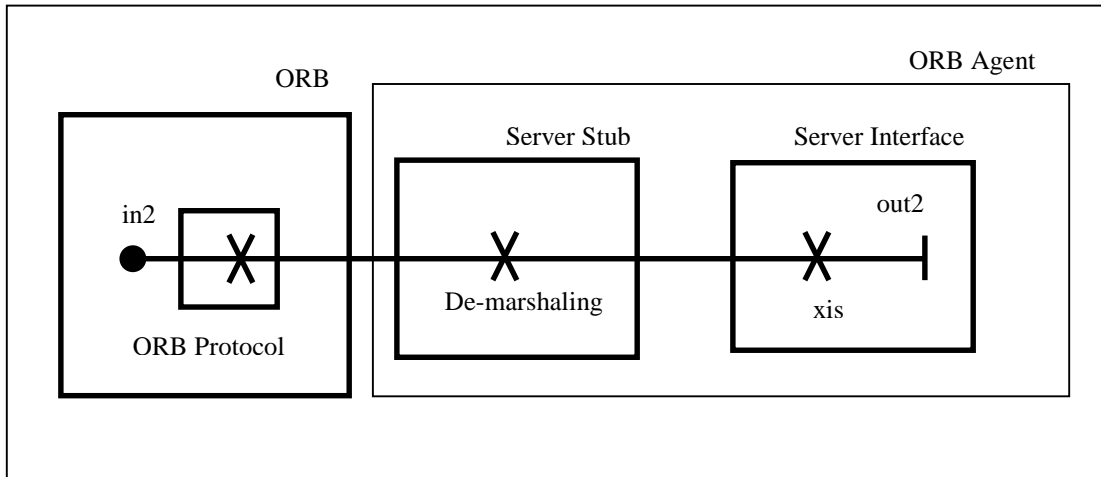 ORB Agent
ORB
Server Stub
Server Interface
in2
out2
De-marshaling
xis
ORB Protocol